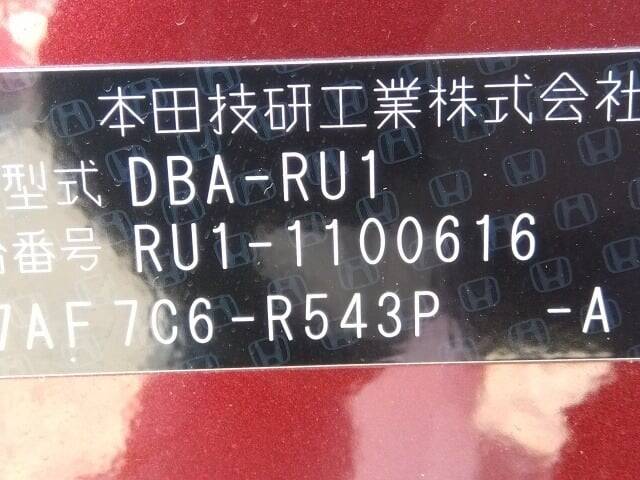 本田技研工業株式会社
型式 DBA-RU1
番号 RU1-1100616
7AF7C6-R543P -A